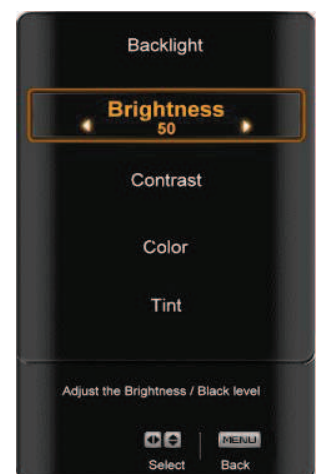 Backlight
Brightness
50
Contrast
Color
Tint
Adjust the Brightness / Black level
MENU
Select Back